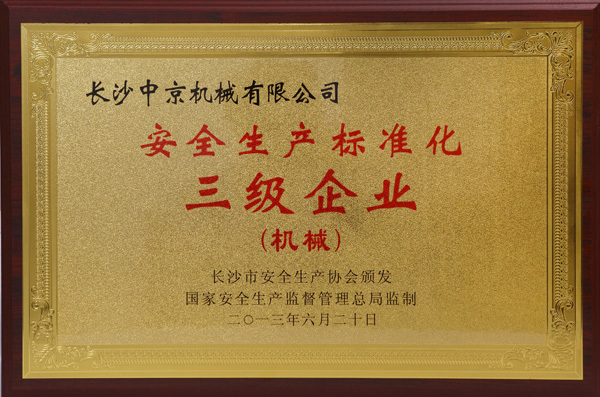 长沙中京机械有限公司
安全生产标准化
三级企业
(机械)
长沙市安全生产协会颁发
国家安全生产监督管理总局监制
二〇一三年六月二十日